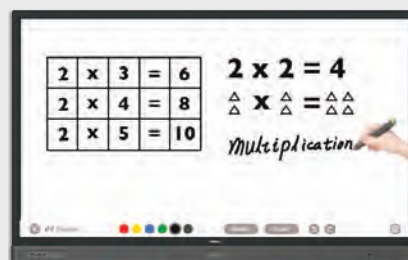 2 x 3 = 6
2 x 4 = 8
2 x 5 = 10
2 x 2 = 4
x =
multiplication